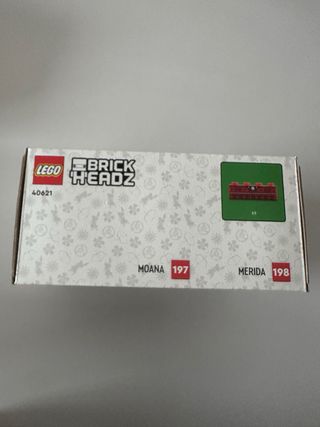 LEGO
BRICK
HEADZ
40621
MOANA 197
MERIDA 198